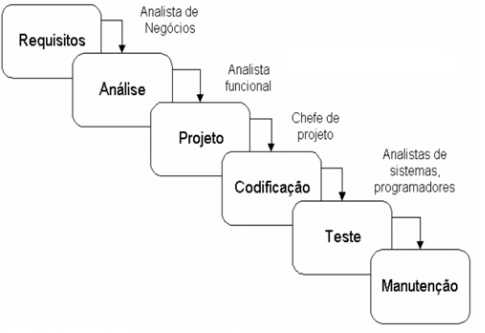 Requisitos
Analista de
Negócios
Análise
Analista
funcional
Projeto
Chefe de
projeto
Codificação
Analistas de
sistemas,
programadores
Teste
Manutenção